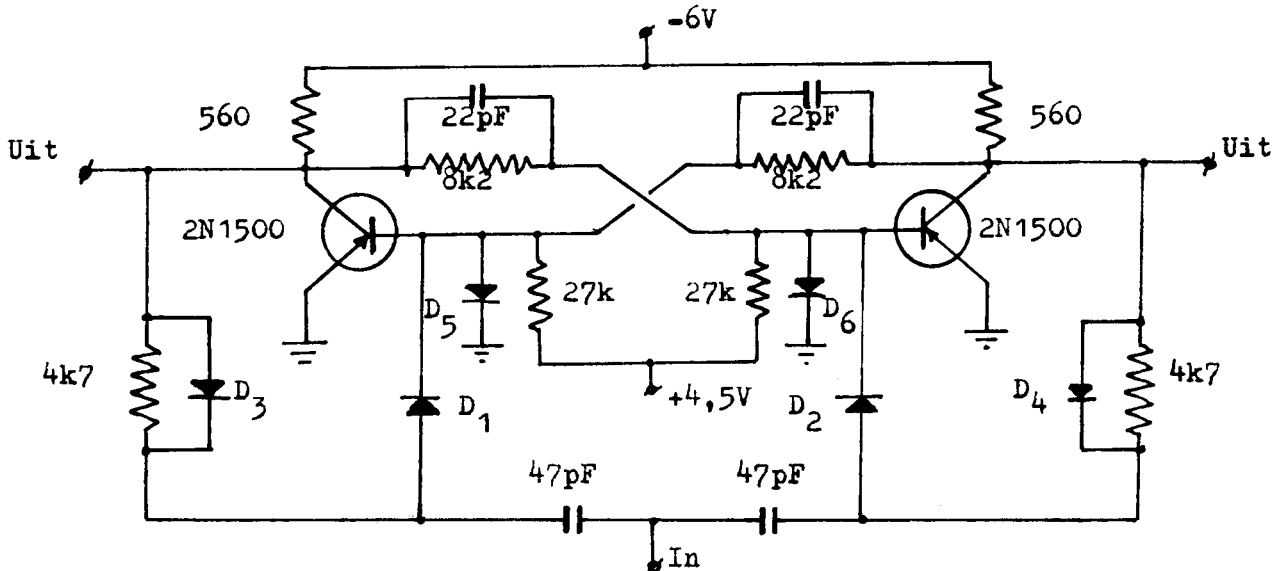 -6V
560
22pF
22pF
560
Uit
8k2
8k2
Uit
2N1500
2N1500
D5
27k
27k
D6
4k7
D3
D1
+4,5V
D2
D4
4k7
47pF
47pF
In